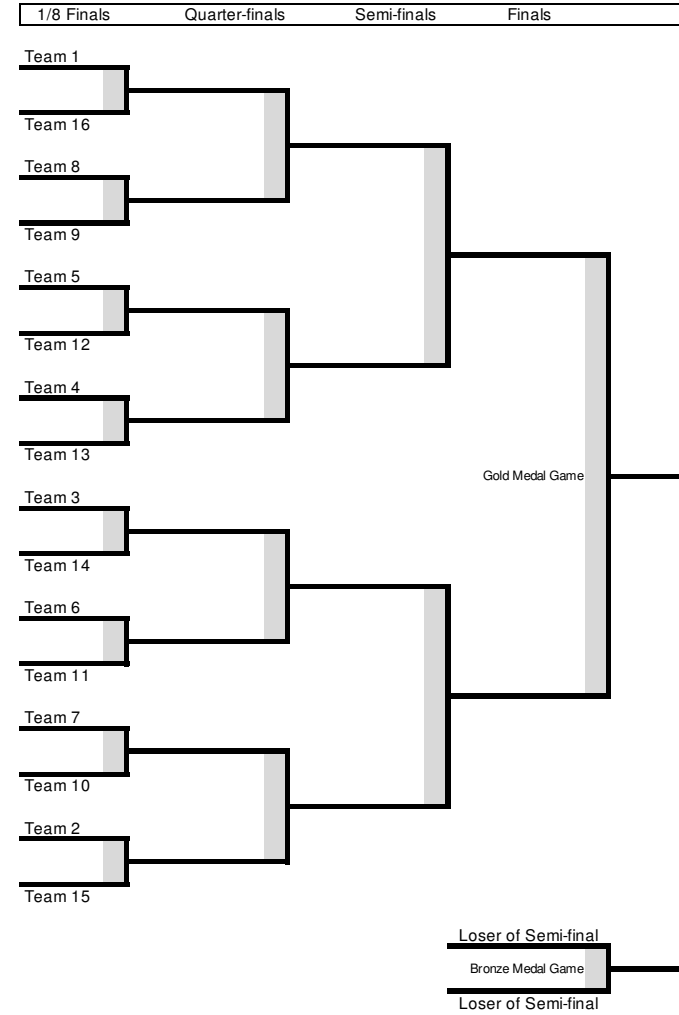 1/8 Finals Quarter-finals Semi-finals Finals
Team 1
Team 16
Team 8
Team 9
Team 5
Team 12
Team 4
Team 13
Gold Medal Game
Team 3
Team 14
Team 6
Team 11
Team 7
Team 10
Team 2
Team 15
Loser of Semi-final
Bronze Medal Game
Loser of Semi-final